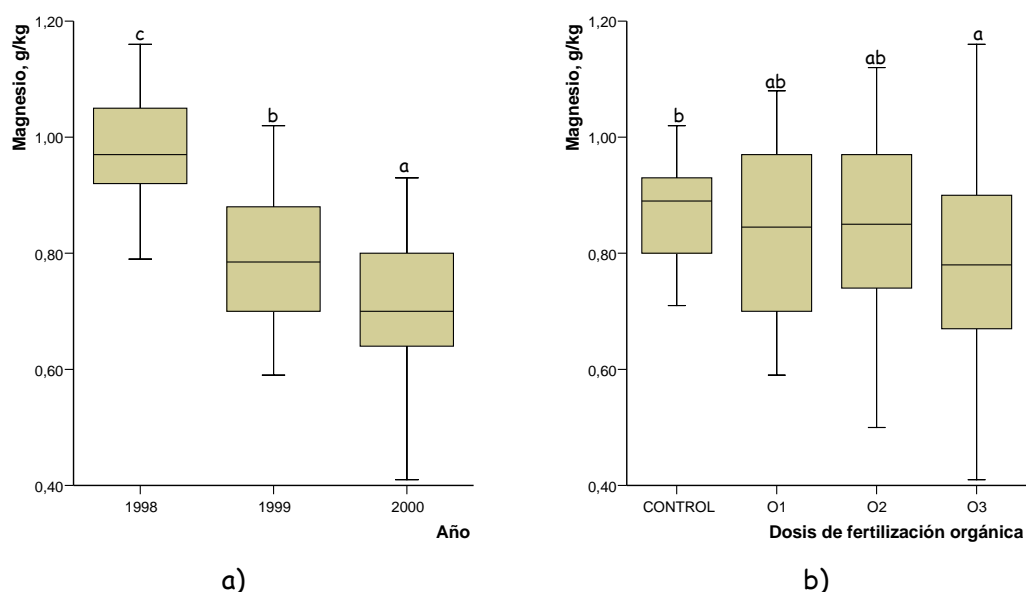 Magnesio, g/kg
1,20
1,00
0,80
0,60
0,40
c
b
a
1998
1999
2000
Año
a)
Magnesio, g/kg
1,20
1,00
0,80
0,60
0,40
b
ab
ab
a
CONTROL
O1
O2
O3
Dosis de fertilización orgánica
b)